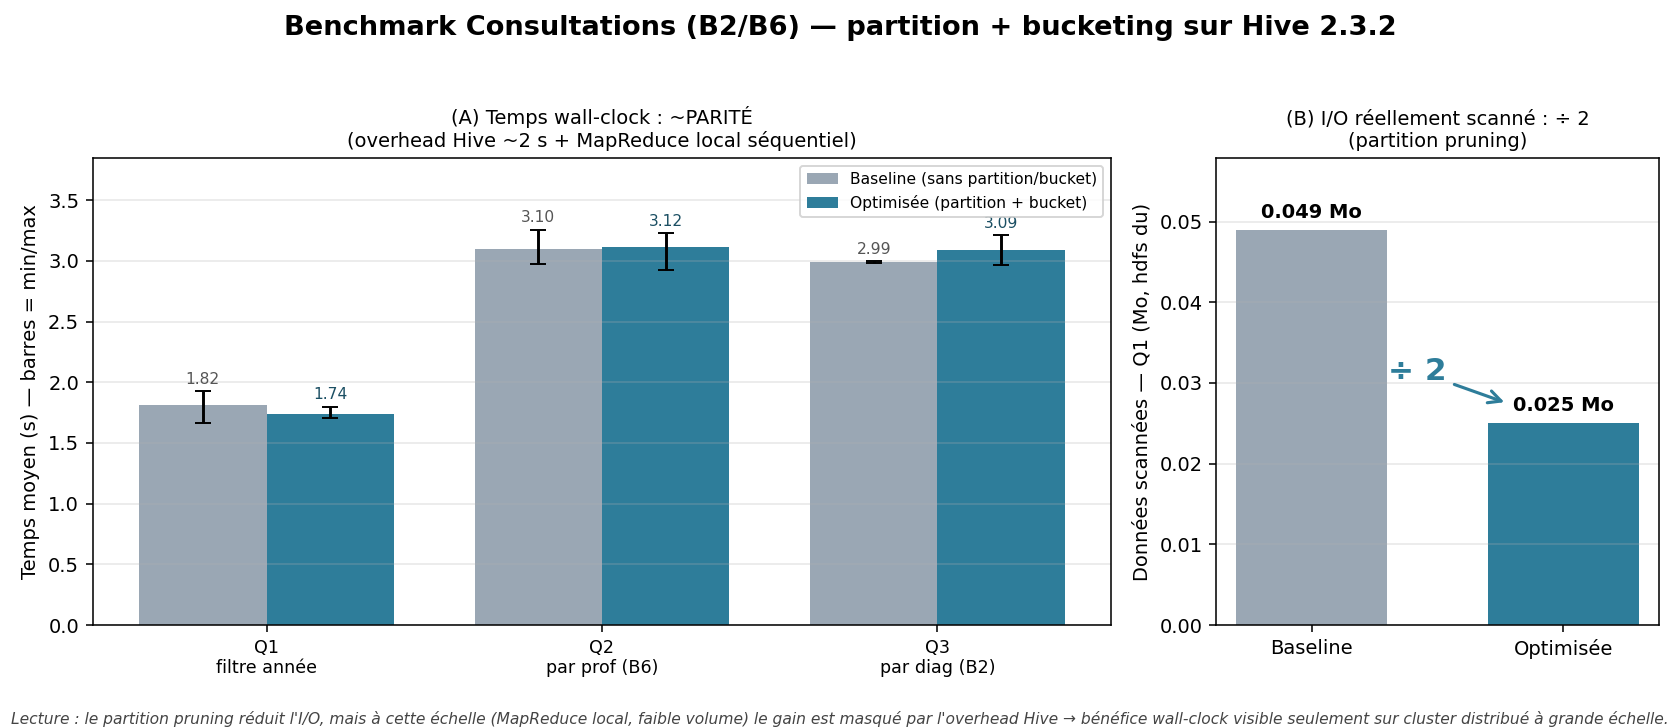 Benchmark Consultations (B2/B6) — partition + bucketing sur Hive 2.3.2
(A) Temps wall-clock : ~PARITÉ
(overhead Hive ~2 s + MapReduce local séquentiel)
Temps moyen (s) — barres = min/max
3.5
3.0
2.5
2.0
1.5
1.0
0.5
0.0
Baseline (sans partition/bucket)
Optimisée (partition + bucket)
1.82
1.74
3.10
3.12
2.99
3.09
Q1
filtre année
Q2
par prof (B6)
Q3
par diag (B2)
(B) I/O réellement scanné : ÷ 2
(partition pruning)
Données scannées — Q1 (Mo, hdfs du)
0.05
0.04
0.03
0.02
0.01
0.00
0.049 Mo
÷ 2
0.025 Mo
Baseline
Optimisée
Lecture : le partition pruning réduit l'I/O, mais à cette échelle (MapReduce local, faible volume) le gain est masqué par l'overhead Hive → bénéfice wall-clock visible seulement sur cluster distribué à grande échelle.